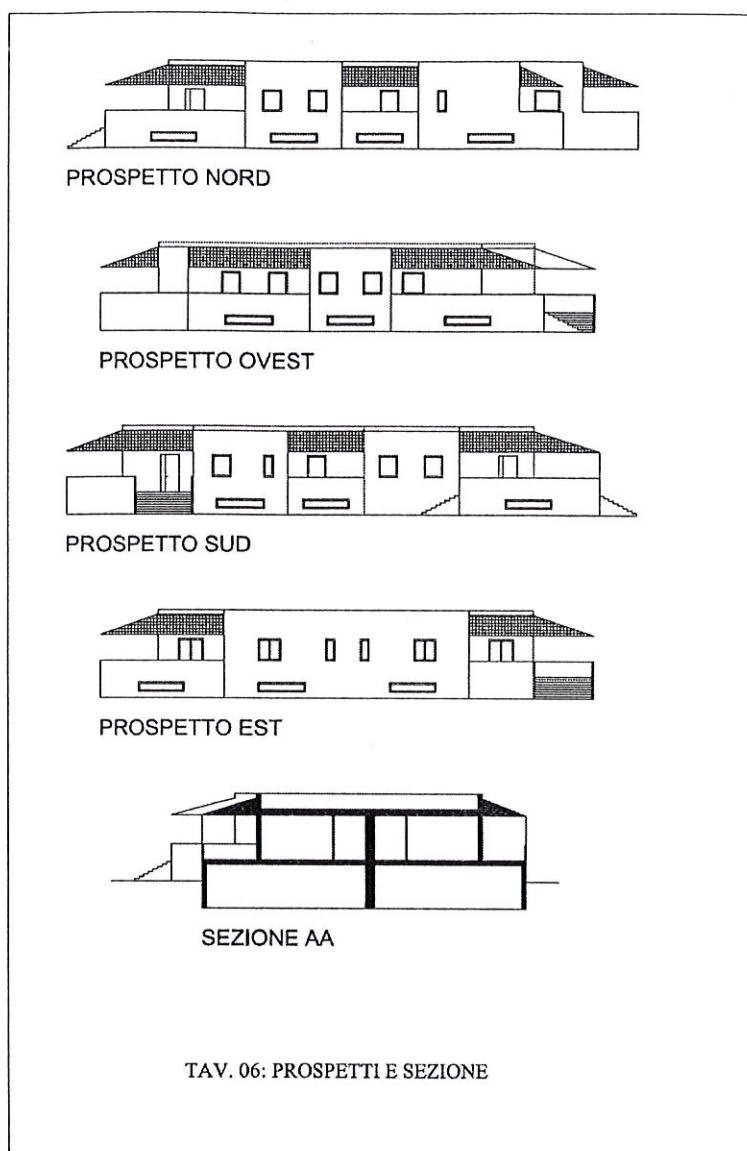 PROSPETTO NORD
PROSPETTO OVEST
PROSPETTO SUD
PROSPETTO EST
SEZIONE AA
TAV. 06: PROSPETTI E SEZIONE